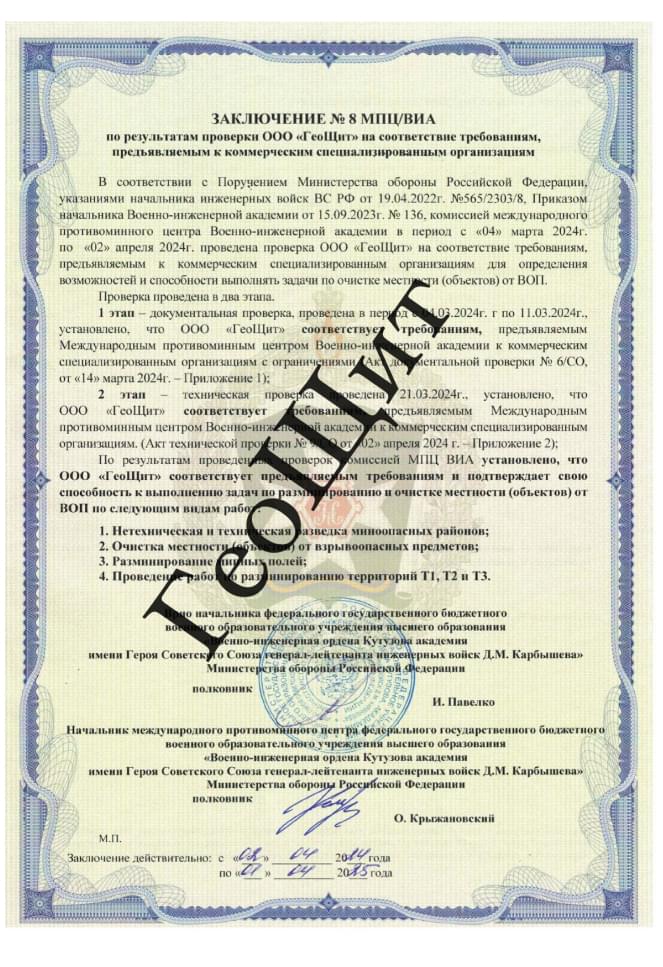 ЗАКЛЮЧЕНИЕ № 8 МПЦ/ВИА
по результатам проверки ООО «ГеоЩит» на соответствие требованиям,
предъявляемым к коммерческим специализированным организациям
В соответствии с Поручением Министерства обороны Российской Федерации,
указаниями начальника инженерных войск ВС РФ от 19.04.2022г. №565/2303/8, Приказом
начальника Военно-инженерной академии от 15.09.2023г. № 136, комиссией международного
противоминного центра Военно-инженерной академии в период с «04» марта 2024г.
по «02» апреля 2024г. проведена проверка ООО «ГеоЩит» на соответствие требованиям,
предъявляемым к коммерческим специализированным организациям для определения
возможностей и способности выполнять задачи по очистке местности (объектов) от ВОП.
Проверка проведена в два этапа.
1 этап – документальная проверка, проведена в период с 04.03.2024г. г по 11.03.2024г.,
установлено, что ООО «ГеоЩит» соответствует требованиям, предъявляемым
Международным противоминным центром Военно-инженерной академии к коммерческим
специализированным организациям с ограничениями (Акт документальной проверки № 6/СО,
от «14» марта 2024г. – Приложение 1);
2 этап – техническая проверка проведена 21.03.2024г., установлено, что
ООО «ГеоЩит» соответствует требованиям, предъявляемым Международным
противоминным центром Военно-инженерной академии к коммерческим специализированным
организациям. (Акт технической проверки № 9/СО от «02» апреля 2024 г. – Приложение 2);
По результатам проведенных проверок комиссией МПЦ ВИА установлено, что
ООО «ГеоЩит» соответствует предъявляемым требованиям и подтверждает свою
способность к выполнению задач по разминированию и очистке местности (объектов) от
ВОП по следующим видам работ:
1. Нетехническая и техническая разведка миноопасных районов;
2. Очистка местности (объектов) от взрывоопасных предметов;
3. Разминирование минных полей;
4. Проведение работ по разминированию территорий Т1, Т2 и Т3.
ГеоЩит
Врио начальника федерального государственного бюджетного
военного образовательного учреждения высшего образования
«Военно-инженерная ордена Кутузова академия
имени Героя Советского Союза генерал-лейтенанта инженерных войск Д.М. Карбышева»
Министерства обороны Российской Федерации
полковник
И. Павелко
Начальник международного противоминного центра федерального государственного бюджетного
военного образовательного учреждения высшего образования
«Военно-инженерная ордена Кутузова академия
имени Героя Советского Союза генерал-лейтенанта инженерных войск Д.М. Карбышева»
Министерства обороны Российской Федерации
полковник
О. Крыжановский
М.П.
Заключение действительно: с «02» 04 2024 года
по «01» 04 2025 года